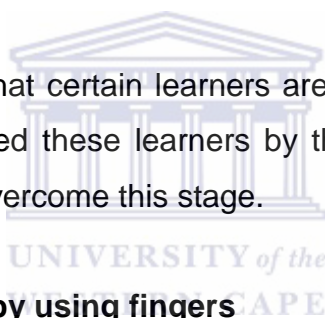 hat certain learners are
ed these learners by th
vercome this stage.
UNIVERSITY of the
by using fingers
WESTERN CAPE